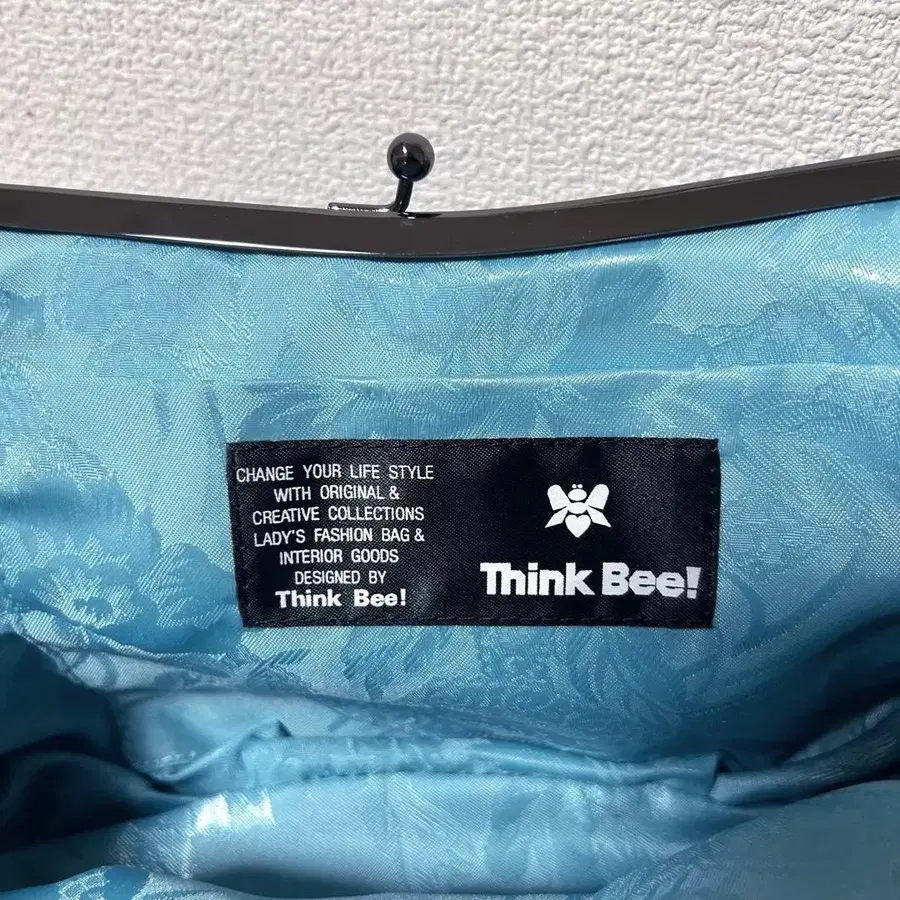 CHANGE YOUR LIFE STYLE
WITH ORIGINAL &
CREATIVE COLLECTIONS
LADY'S FASHION BAG &
INTERIOR GOODS
DESIGNED BY
Think Bee!
Think Bee!